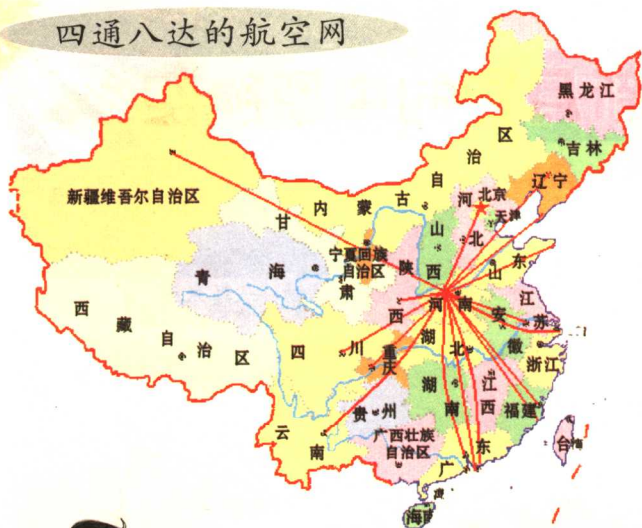 四通八达的航空网
黑龙江
吉林
辽宁
内蒙古自治区
新疆维吾尔自治区
甘肃
北京
天津
河北
山西
山东
宁夏回族
自治区
青海
陕西
河南
江苏
安徽
西藏自治区
四川
重庆
湖北
浙江
湖南
江西
福建
贵州
云南
广西壮族
自治区
广东
台湾
海南